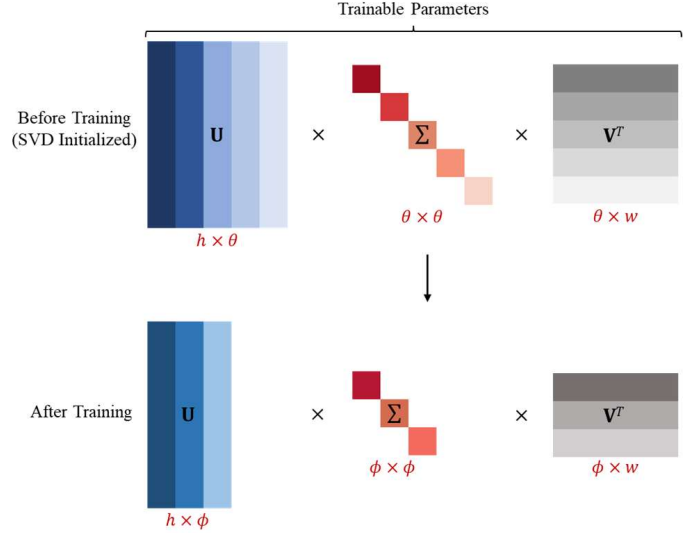 Trainable Parameters
Before Training
(SVD Initialized)
U
×
Σ
×
V^T
h × θ
θ × θ
θ × w
After Training
U
×
Σ
×
V^T
h × ϕ
ϕ × ϕ
ϕ × w